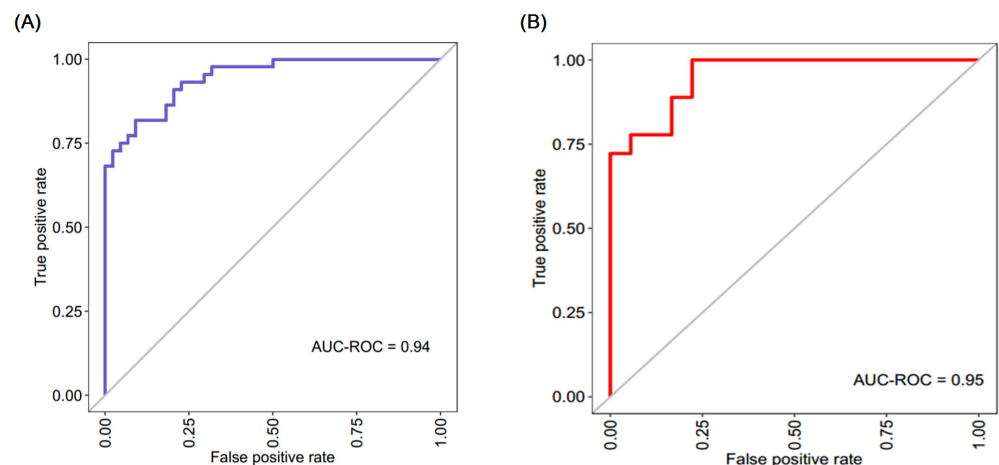 (A)
True positive rate
1.00
0.75
0.50
0.25
0.00
AUC-ROC = 0.94
0.00 0.25 0.50 0.75 1.00
False positive rate
(B)
True positive rate
1.00
0.75
0.50
0.25
0.00
AUC-ROC = 0.95
0.00 0.25 0.50 0.75 1.00
False positive rate